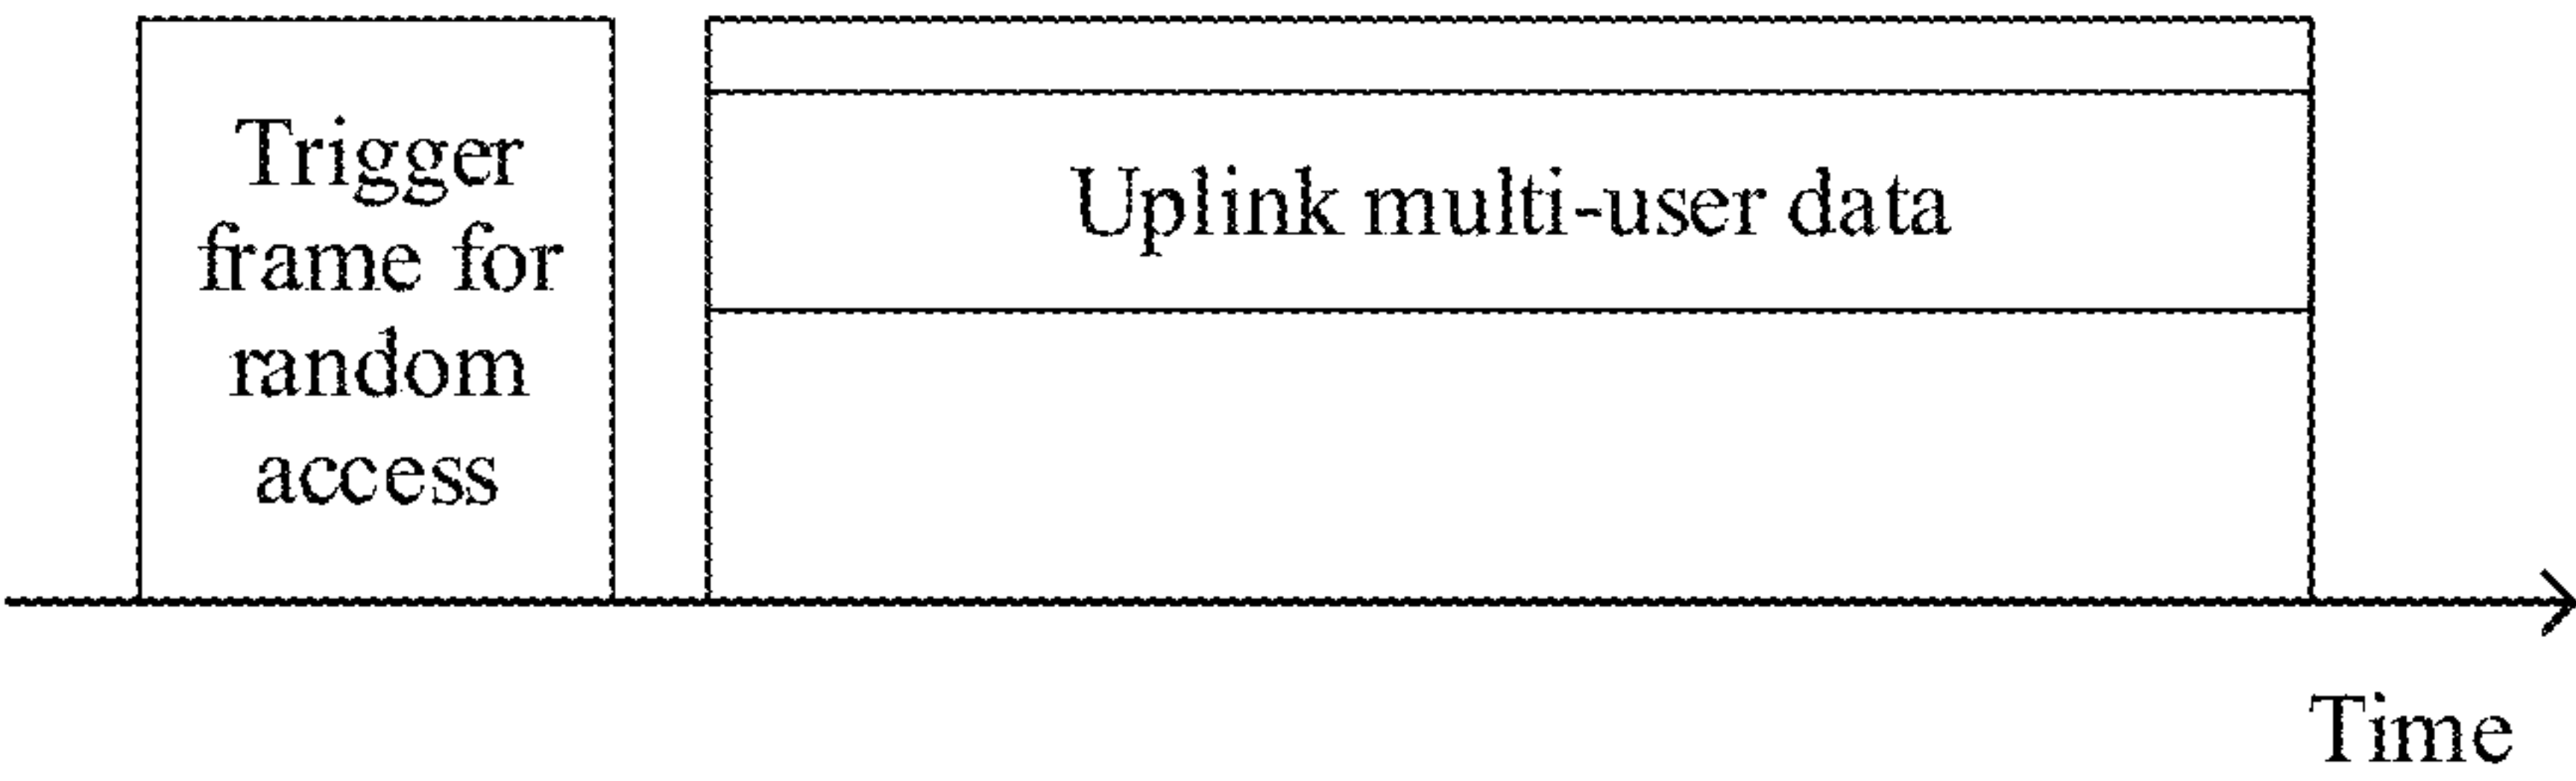 Trigger
frame for
random
access
Uplink multi-user data
Time